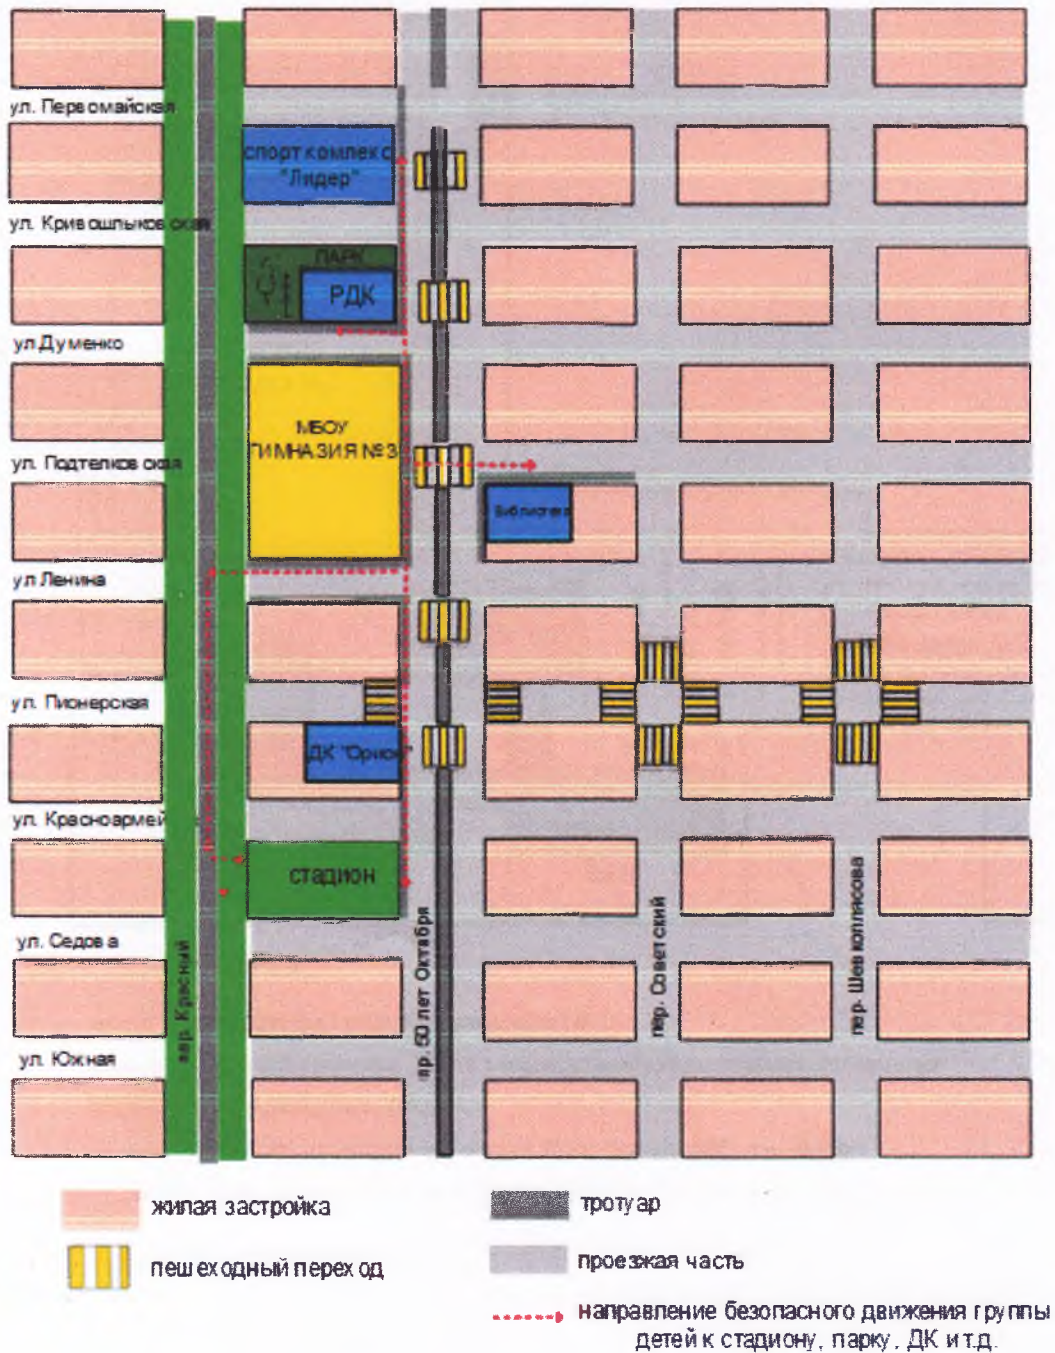 ул. Первомайская
спорт комплекс
"Лидер"
ул. Кривошлыковская
ПАРК
РДК
ул Думенко
МБОУ
ГИМНАЗИЯ №3
ул. Подтелковская
Библиотека
ул Ленина
ул. Пионерская
ДК "Орион"
ул. Красноармей
стадион
ул. Седова
ул. Южная
пер. Красный
пр. 50 лет Октября
пер. Советский
пер. Шевкоплясова
жилая застройка
пешеходный переход
тротуар
проезжая часть
направление безопасного движения группы
детей к стадиону, парку, ДК и т.д.